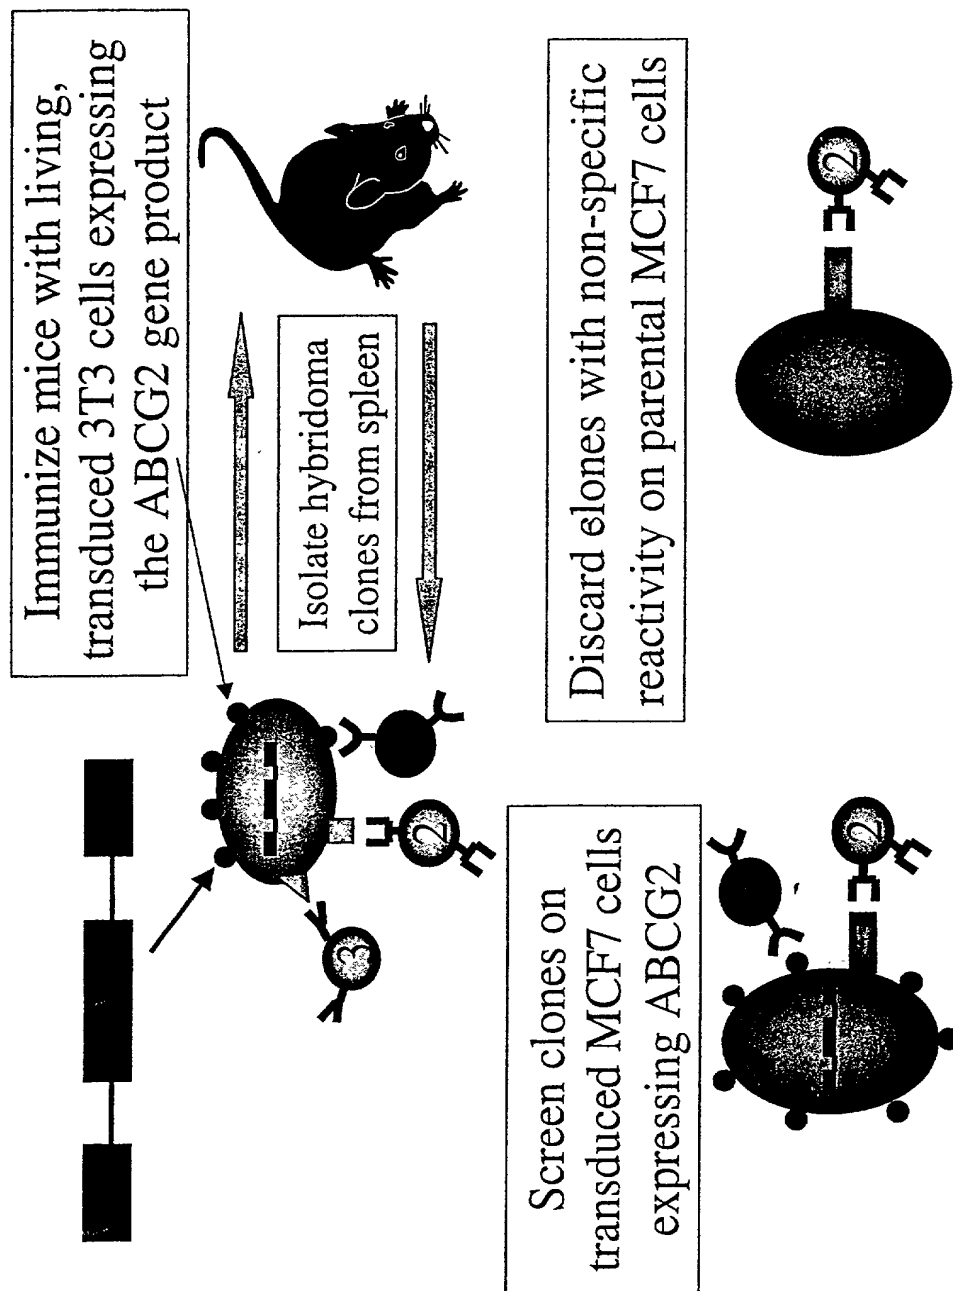 Immunize mice with living,
transduced 3T3 cells expressing
the ABCG2 gene product
Isolate hybridoma
clones from spleen
3
2
Screen clones on
transduced MCF7 cells
expressing ABCG2
2
Discard clones with non-specific
reactivity on parental MCF7 cells
2